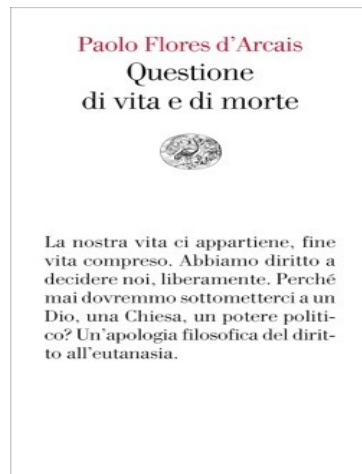 Paolo Flores d'Arcais
Questione
di vita e di morte
La nostra vita ci appartiene, fine
vita compreso. Abbiamo diritto a
decidere noi, liberamente. Perché
mai dovremmo sottometterci a un
Dio, una Chiesa, un potere politi-
co? Un'apologia filosofica del dirit-
to all'eutanasia.